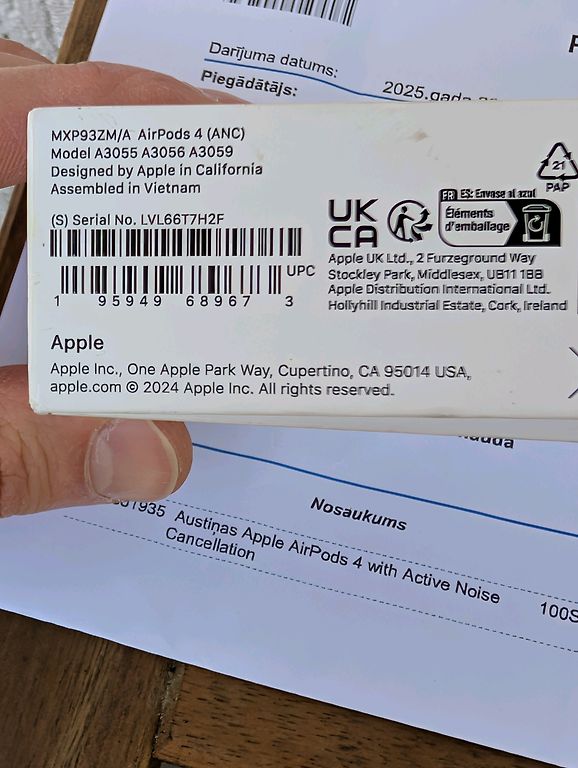 Darījuma datums:
Piegādātājs:
2025.gada
MXP93ZM/A AirPods 4 (ANC)
Model A3055 A3056 A3059
Designed by Apple in California
Assembled in Vietnam
(S) Serial No. LVL66T7H2F
UPC
1 95949 68967 3
21
PAP
UK
CA
FR ES: Envase al azul
Éléments
d'emballage
Apple UK Ltd., 2 Furzeground Way
Stockley Park, Middlesex, UB11 1BB
Apple Distribution International Ltd.
Hollyhill Industrial Estate, Cork, Ireland
Apple
Apple Inc., One Apple Park Way, Cupertino, CA 95014 USA,
apple.com © 2024 Apple Inc. All rights reserved.
Nosaukums
Austiņas Apple AirPods 4 with Active Noise
Cancellation